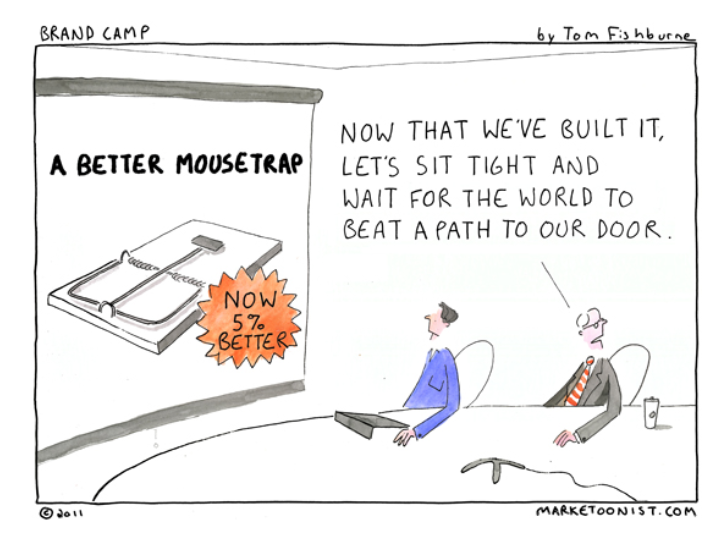 BRAND CAMP
by Tom Fishburne
A BETTER MOUSETRAP
NOW
5%
BETTER
NOW THAT WE'VE BUILT IT,
LET'S SIT TIGHT AND
WAIT FOR THE WORLD TO
BEAT A PATH TO OUR DOOR.
© 2011
MARKETOONIST.COM